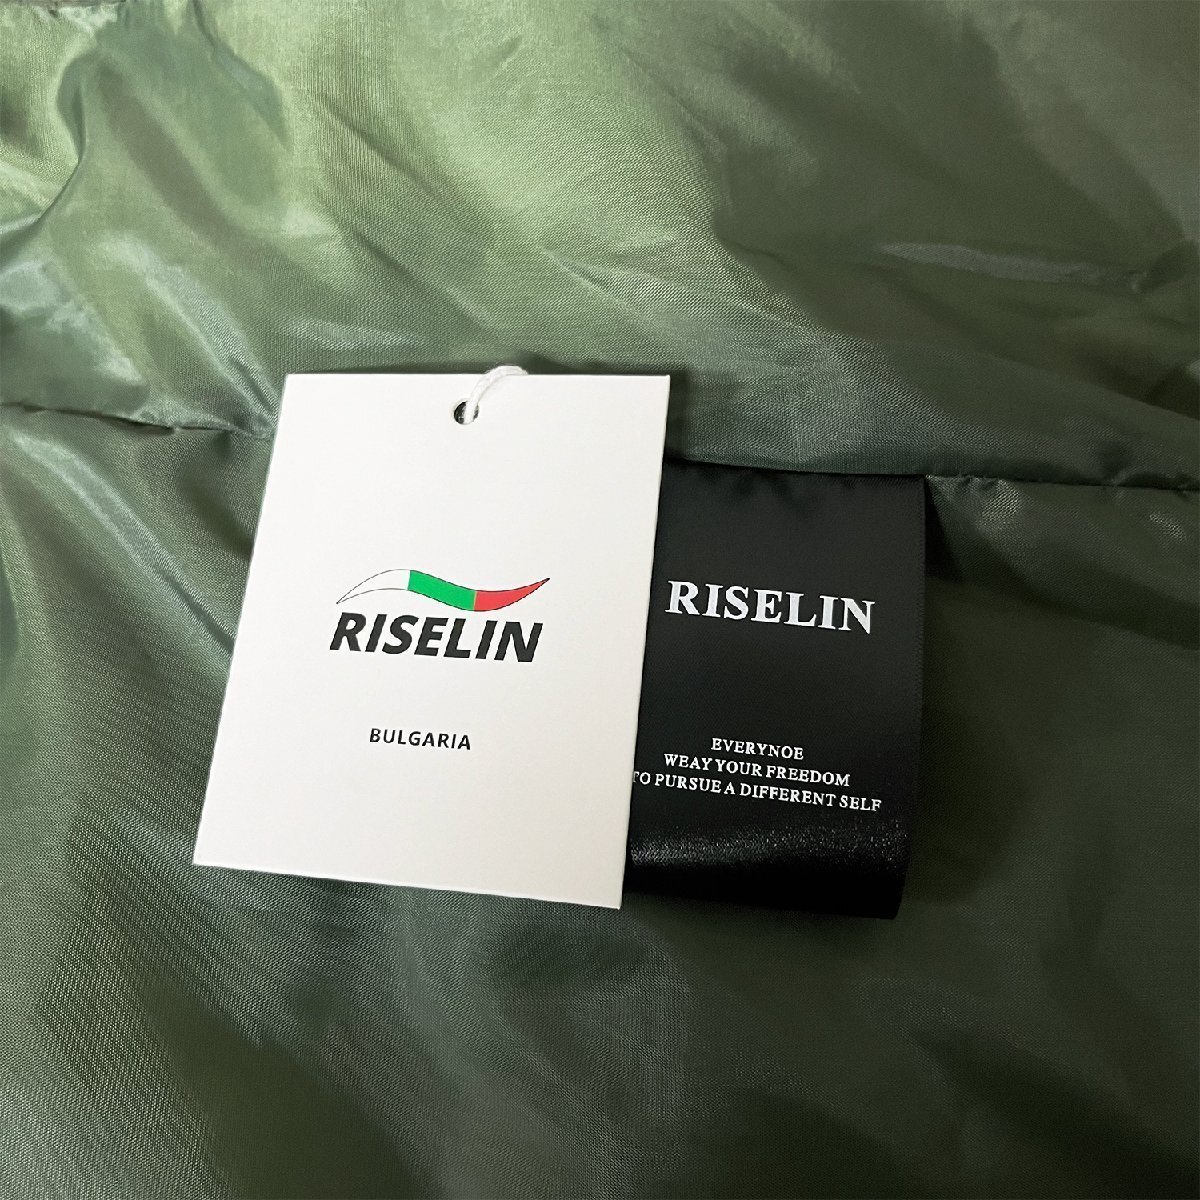 RISELIN
BULGARIA
RISELIN
EVERYNOE
WEAY YOUR FREEDOM
TO PURSUE A DIFFERENT SELF